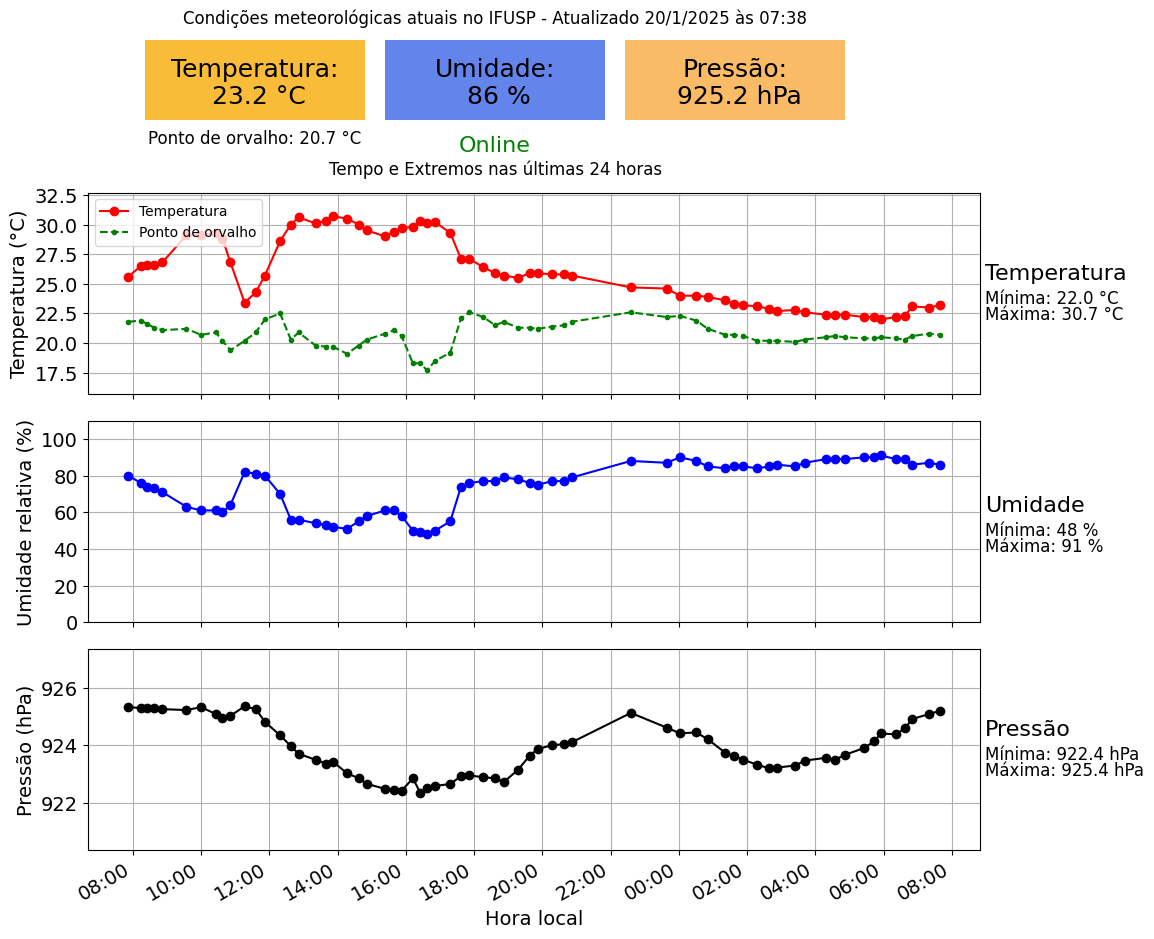 Condições meteorológicas atuais no IFUSP - Atualizado 20/1/2025 às 07:38
Temperatura:
23.2 °C
Umidade:
86 %
Pressão:
925.2 hPa
Ponto de orvalho: 20.7 °C
Online
Tempo e Extremos nas últimas 24 horas
Temperatura (°C)
32.5
30.0
27.5
25.0
22.5
20.0
17.5
Temperatura
Ponto de orvalho
Temperatura
Mínima: 22.0 °C
Máxima: 30.7 °C
Umidade relativa (%)
100
80
60
40
20
0
Umidade
Mínima: 48 %
Máxima: 91 %
Pressão (hPa)
926
924
922
Pressão
Mínima: 922.4 hPa
Máxima: 925.4 hPa
08:00 10:00 12:00 14:00 16:00 18:00 20:00 22:00 00:00 02:00 04:00 06:00 08:00
Hora local